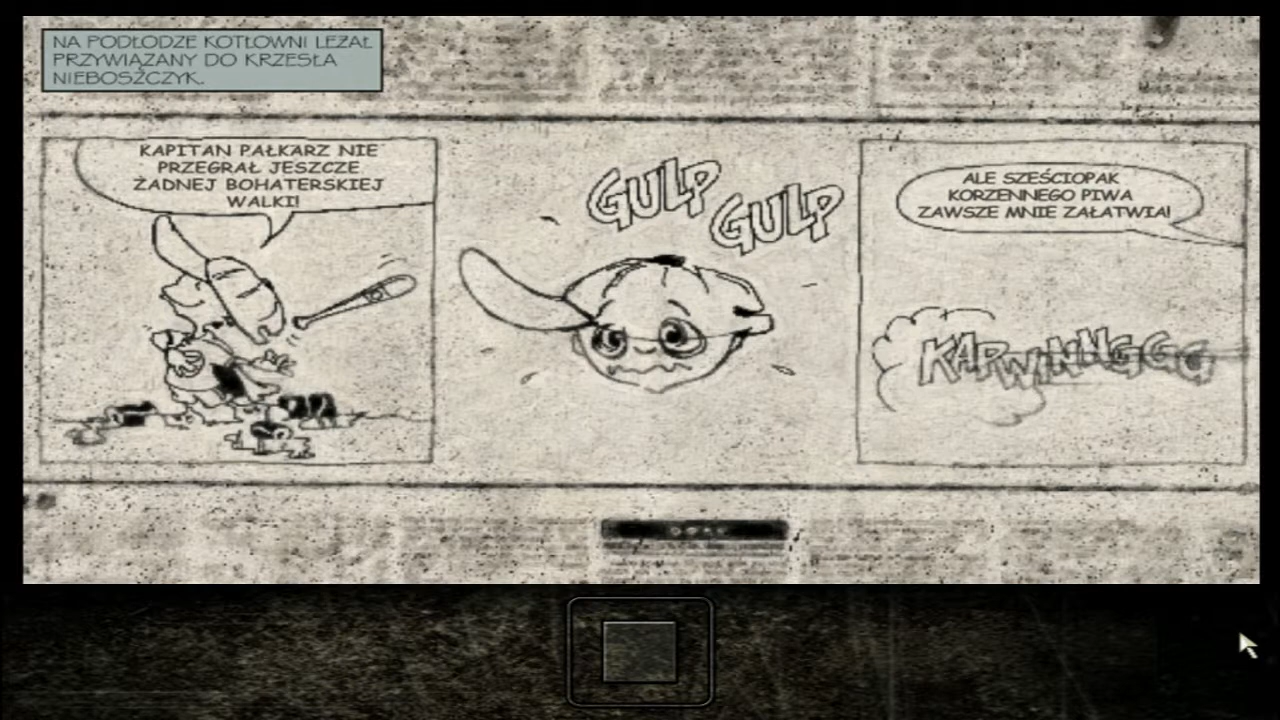 NA PODŁODZE KOTŁOWNI LEŻAŁ
PRZYWIĄZANY DO KRZESŁA
NIEBOSZCZYK.
KAPITAN PAŁKARZ NIE
PRZEGRAŁ JESZCZE
ŻADNEJ BOHATERSKIEJ
WALKI!
GULP
GULP
ALE SZEŚCIOPAK
KORZENNEGO PIWA
ZAWSZE MNIE ZAŁATWIA!
KAPWINNGGG